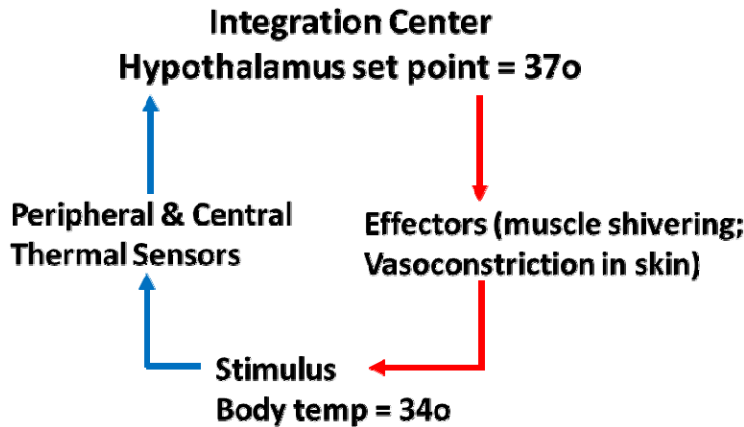 Integration Center
Hypothalamus set point = 37o
Peripheral & Central
Thermal Sensors
Effectors (muscle shivering;
Vasoconstriction in skin)
Stimulus
Body temp = 34o